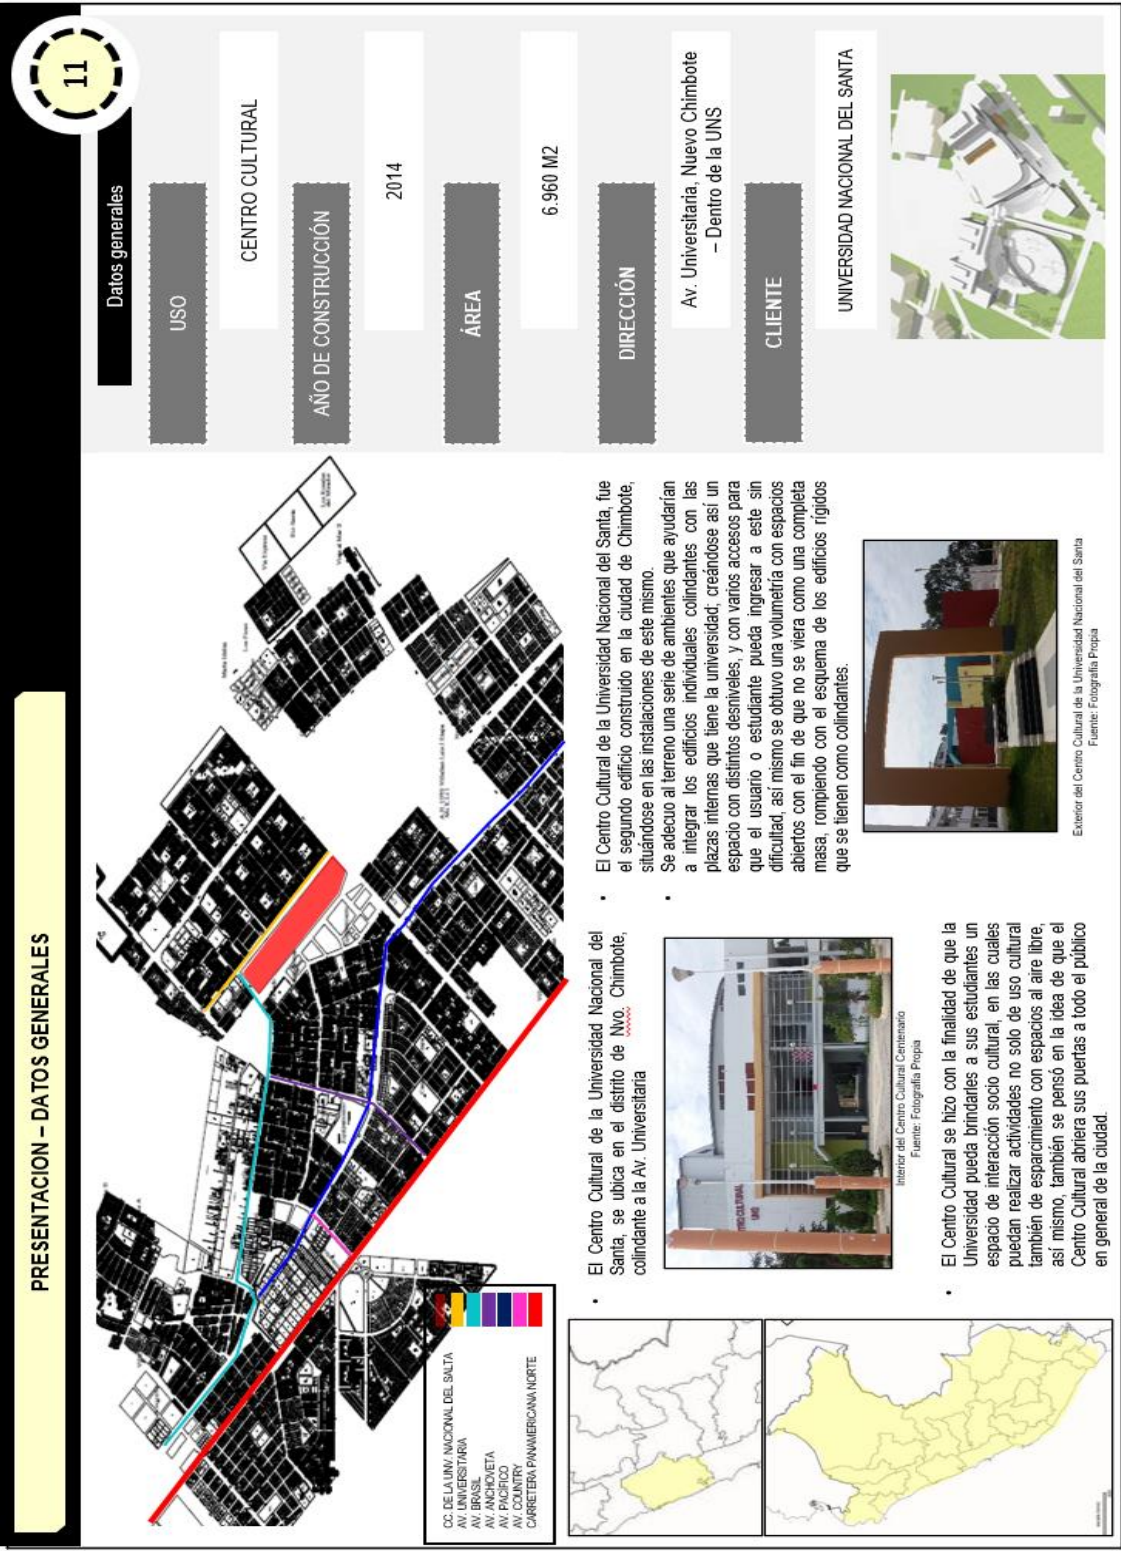 PRESENTACION – DATOS GENERALES
11
CC. DE LA UNV. NACIONAL DEL SALTA
AV. UNIVERSITARIA
AV. BRASIL
AV. ANCHOVETA
AV. PACÍFICO
AV. COUNTRY
CARRETERA PANAMERICANA NORTE
• El Centro Cultural de la Universidad Nacional del
Santa, se ubica en el distrito de Nvo. Chimbote,
colindante a la Av. Universitaria
CULTURAL
UNS
Interior del Centro Cultural Centenario
Fuente: Fotografía Propia
• El Centro Cultural se hizo con la finalidad de que la
Universidad pueda brindarles a sus estudiantes un
espacio de interacción socio cultural, en las cuales
puedan realizar actividades no solo de uso cultural
también de esparcimiento con espacios al aire libre,
así mismo, también se pensó en la idea de que el
Centro Cultural abriera sus puertas a todo el público
en general de la ciudad.
• El Centro Cultural de la Universidad Nacional del Santa, fue
el segundo edificio construido en la ciudad de Chimbote,
situándose en las instalaciones de este mismo.
• Se adecuo al terreno una serie de ambientes que ayudarían
a integrar los edificios individuales colindantes con las
plazas internas que tiene la universidad; creándose así un
espacio con distintos desniveles, y con varios accesos para
que el usuario o estudiante pueda ingresar a este sin
dificultad, así mismo se obtuvo una volumetría con espacios
abiertos con el fin de que no se viera como una completa
masa, rompiendo con el esquema de los edificios rígidos
que se tienen como colindantes.
Exterior del Centro Cultural de la Universidad Nacional del Santa
Fuente: Fotografía Propia
Datos generales
USO
CENTRO CULTURAL
AÑO DE CONSTRUCCIÓN
2014
ÁREA
6.960 M2
DIRECCIÓN
Av. Universitaria, Nuevo Chimbote
– Dentro de la UNS
CLIENTE
UNIVERSIDAD NACIONAL DEL SANTA